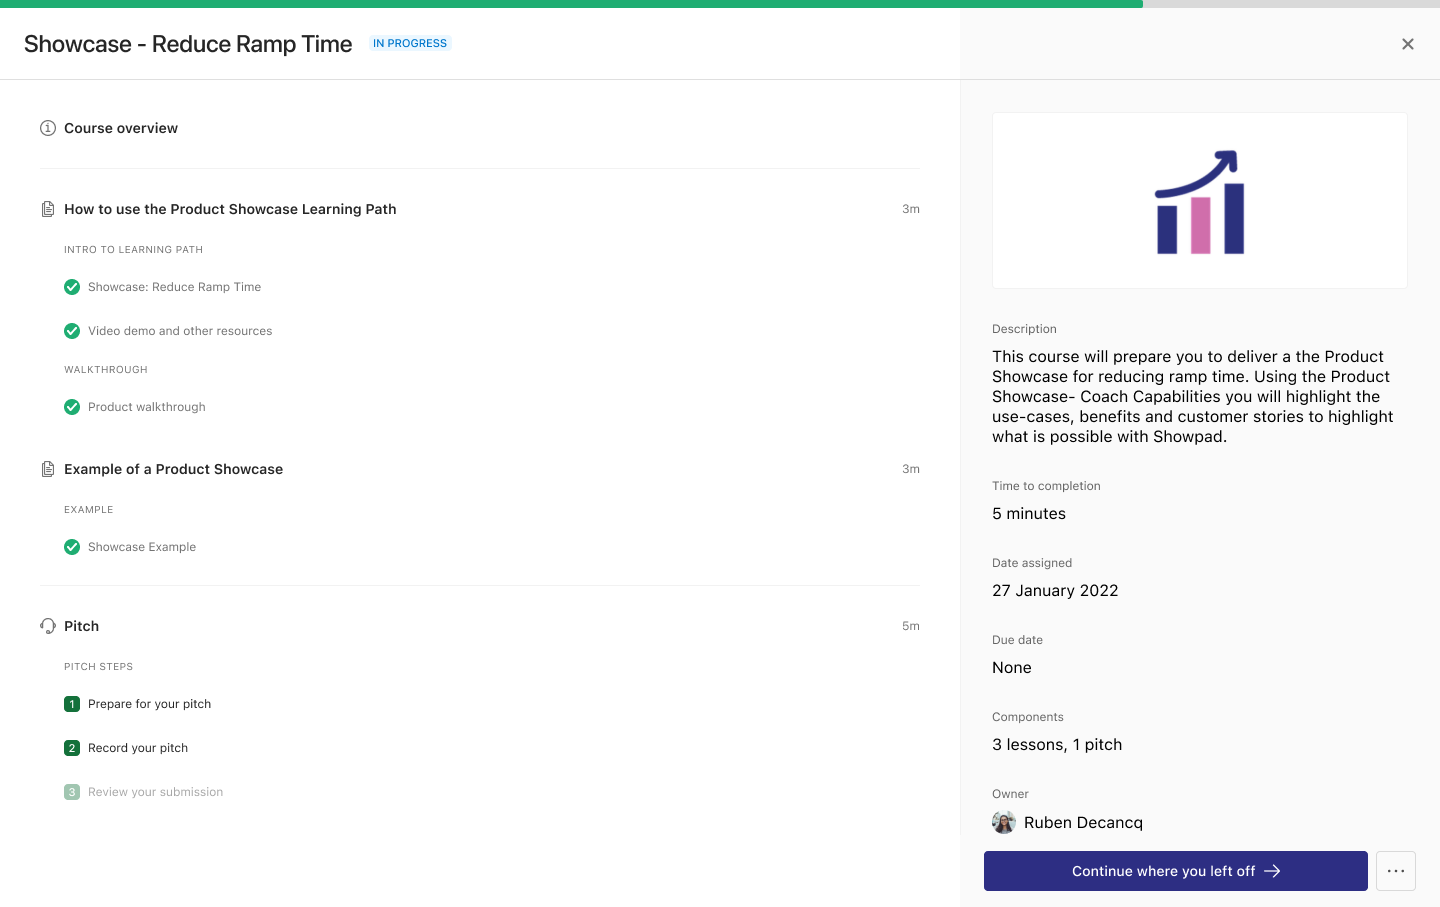 Showcase - Reduce Ramp Time IN PROGRESS
Course overview
How to use the Product Showcase Learning Path 3m
INTRO TO LEARNING PATH
Showcase: Reduce Ramp Time
Video demo and other resources
WALKTHROUGH
Product walkthrough
Example of a Product Showcase 3m
EXAMPLE
Showcase Example
Pitch 5m
PITCH STEPS
1 Prepare for your pitch
2 Record your pitch
3 Review your submission
Description
This course will prepare you to deliver a the Product
Showcase for reducing ramp time. Using the Product
Showcase- Coach Capabilities you will highlight the
use-cases, benefits and customer stories to highlight
what is possible with Showpad.
Time to completion
5 minutes
Date assigned
27 January 2022
Due date
None
Components
3 lessons, 1 pitch
Owner
Ruben Decancq
Continue where you left off